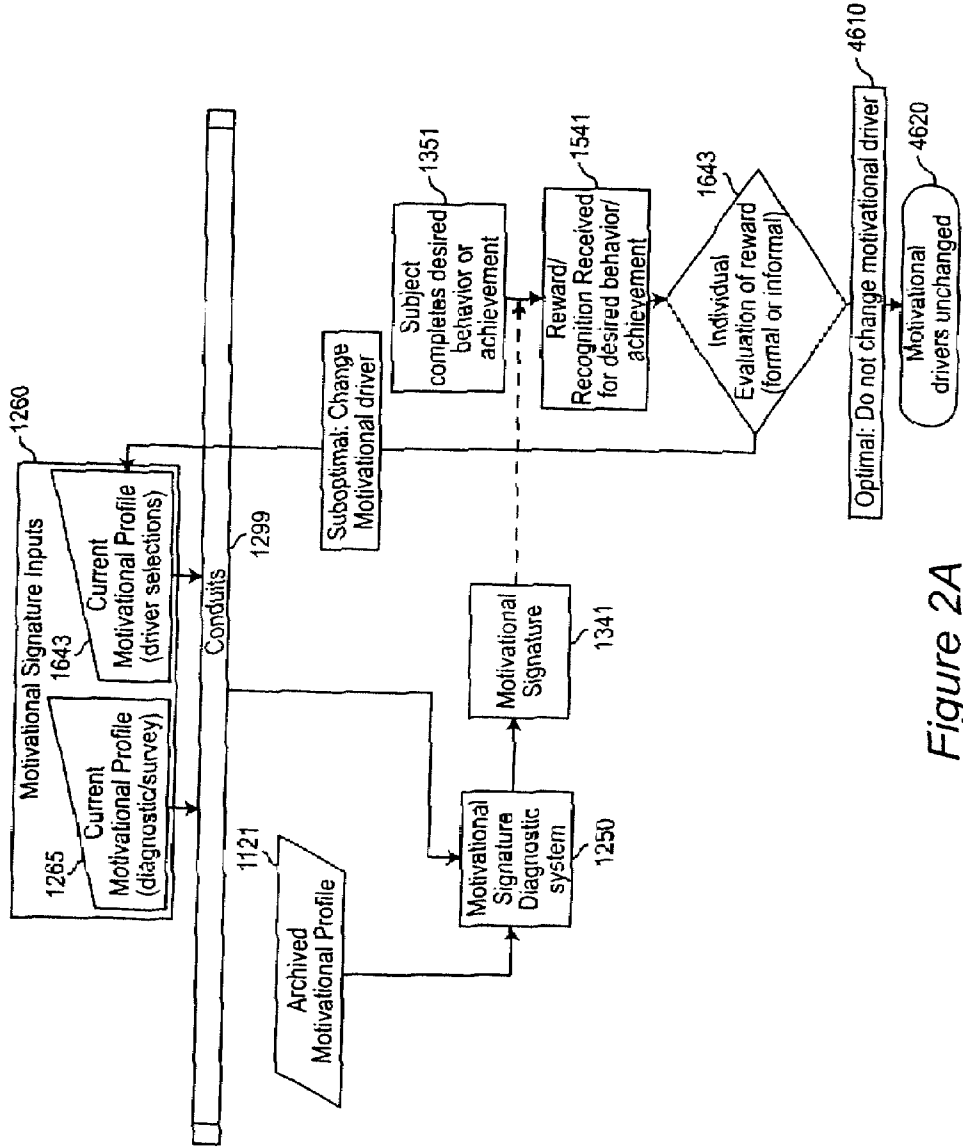 1260
Motivational Signature Inputs
1265
Current
Motivational Profile
(diagnostic/survey)
1643
Current
Motivational Profile
(driver selections)
Conduits
1299
1121
Archived
Motivational Profile
Motivational
Signature
Diagnostic
system
1250
Motivational
Signature
1341
Suboptimal: Change
Motivational driver
Subject
completes desired
behavior or
achievement
1351
Reward/
Recognition Received
for desired behavior/
achievement
1541
Individual
Evaluation of reward
(formal or informal)
1643
Optimal: Do not change motivational driver
4610
Motivational
drivers unchanged
4620
Figure 2A